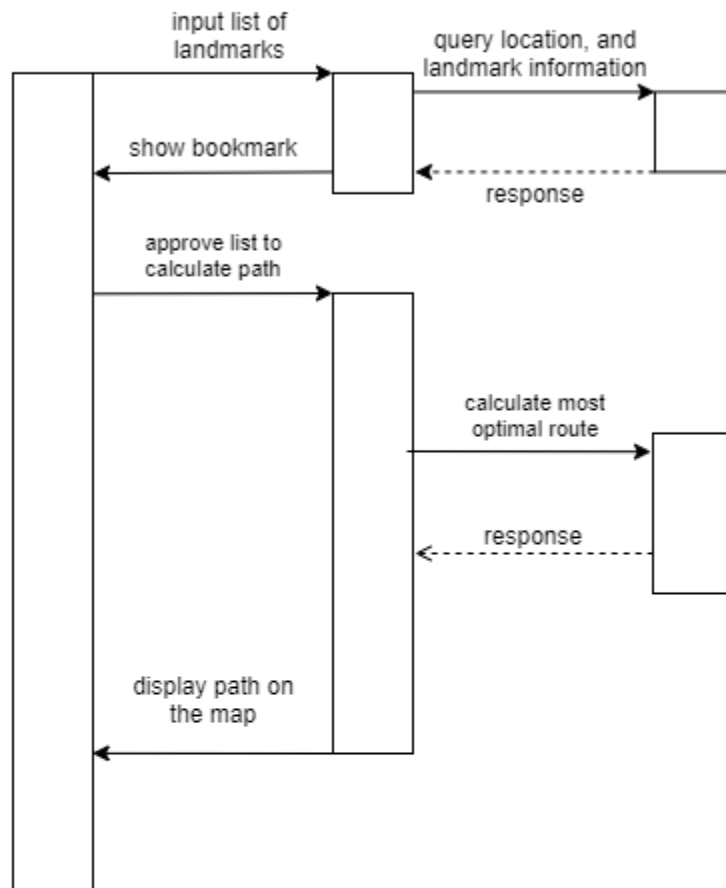 input list of
landmarks
query location, and
landmark information
show bookmark
response
approve list to
calculate path
calculate most
optimal route
response
display path on
the map